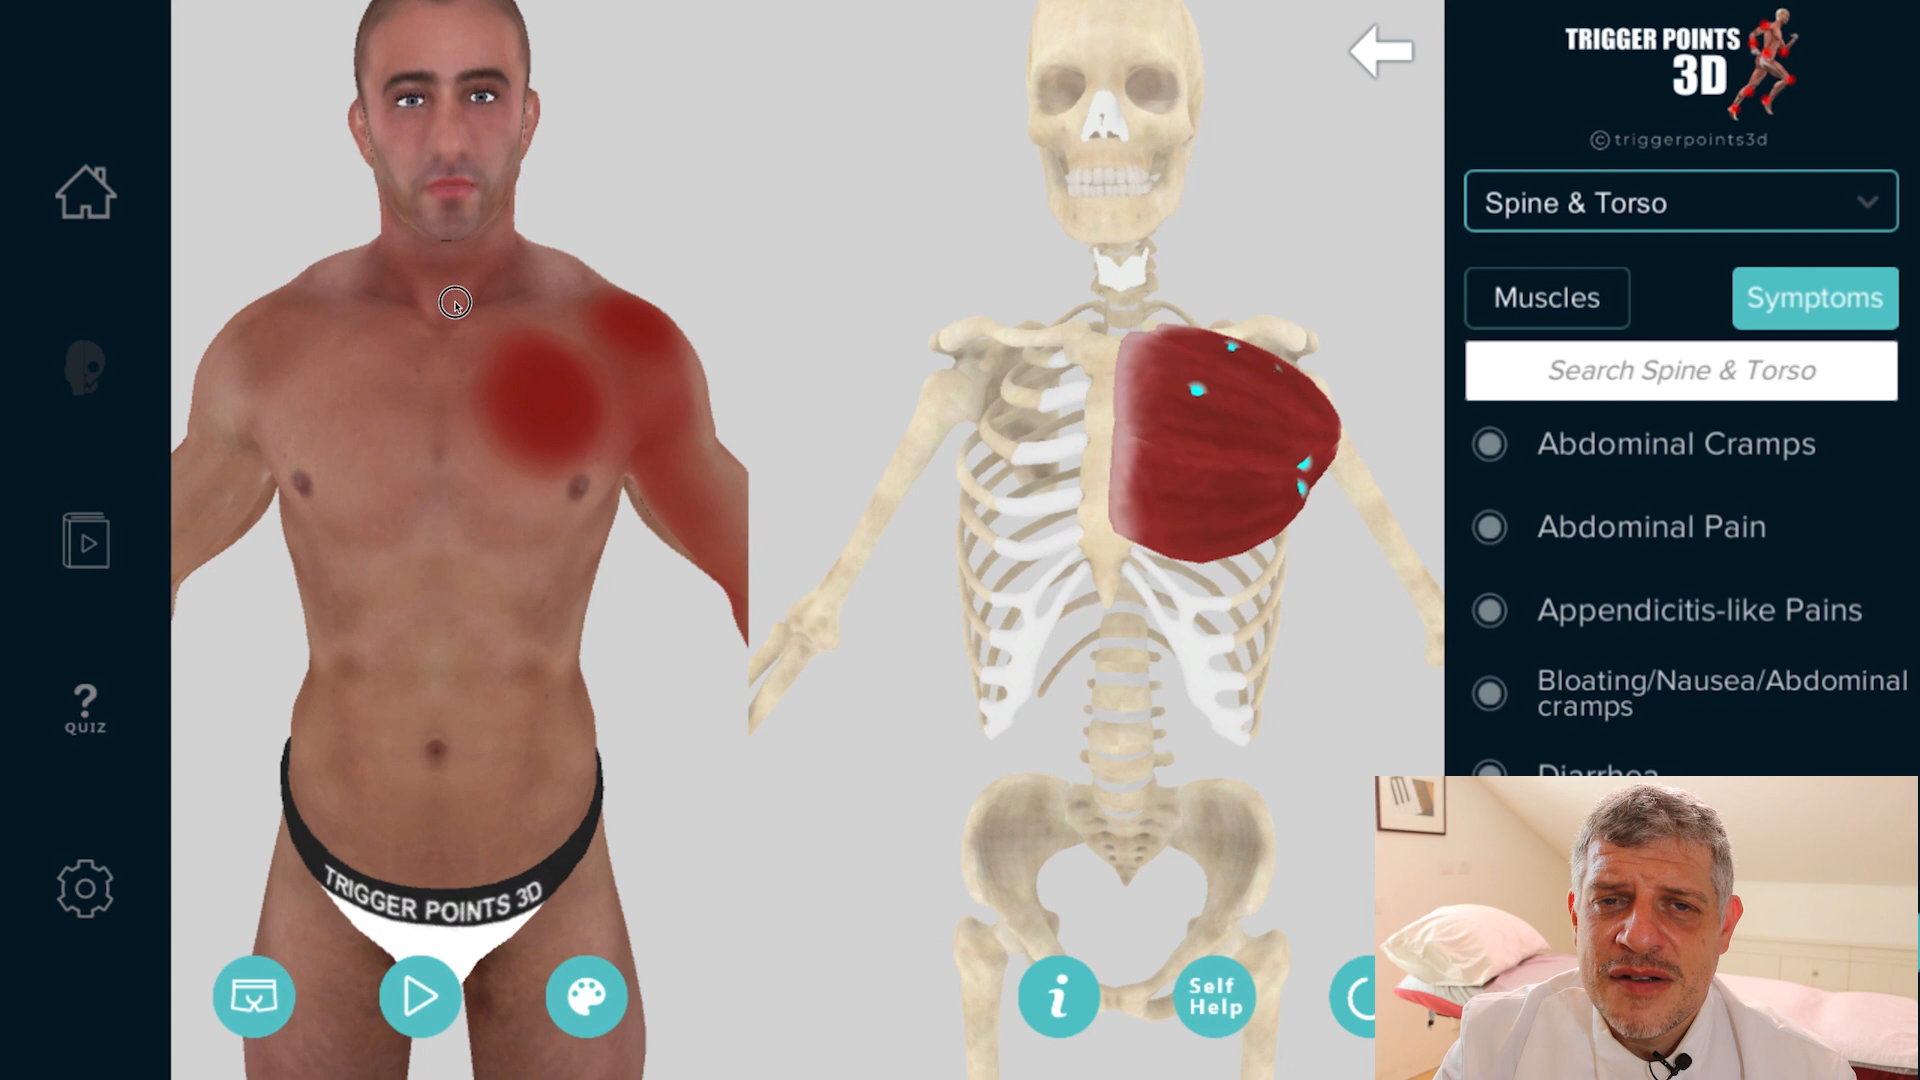 TRIGGER POINTS
3D
©triggerpoints3d
Spine & Torso
Muscles
Symptoms
Search Spine & Torso
Abdominal Cramps
Abdominal Pain
Appendicitis-like Pains
Bloating/Nausea/Abdominal
cramps
Diarrhea
QUIZ
TRIGGER POINTS 3D
i
Self
Help